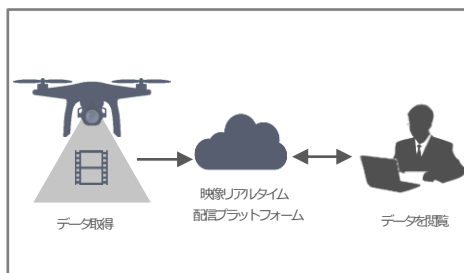 映像リアルタイム
配信プラットフォーム
データ取得
データを閲覧